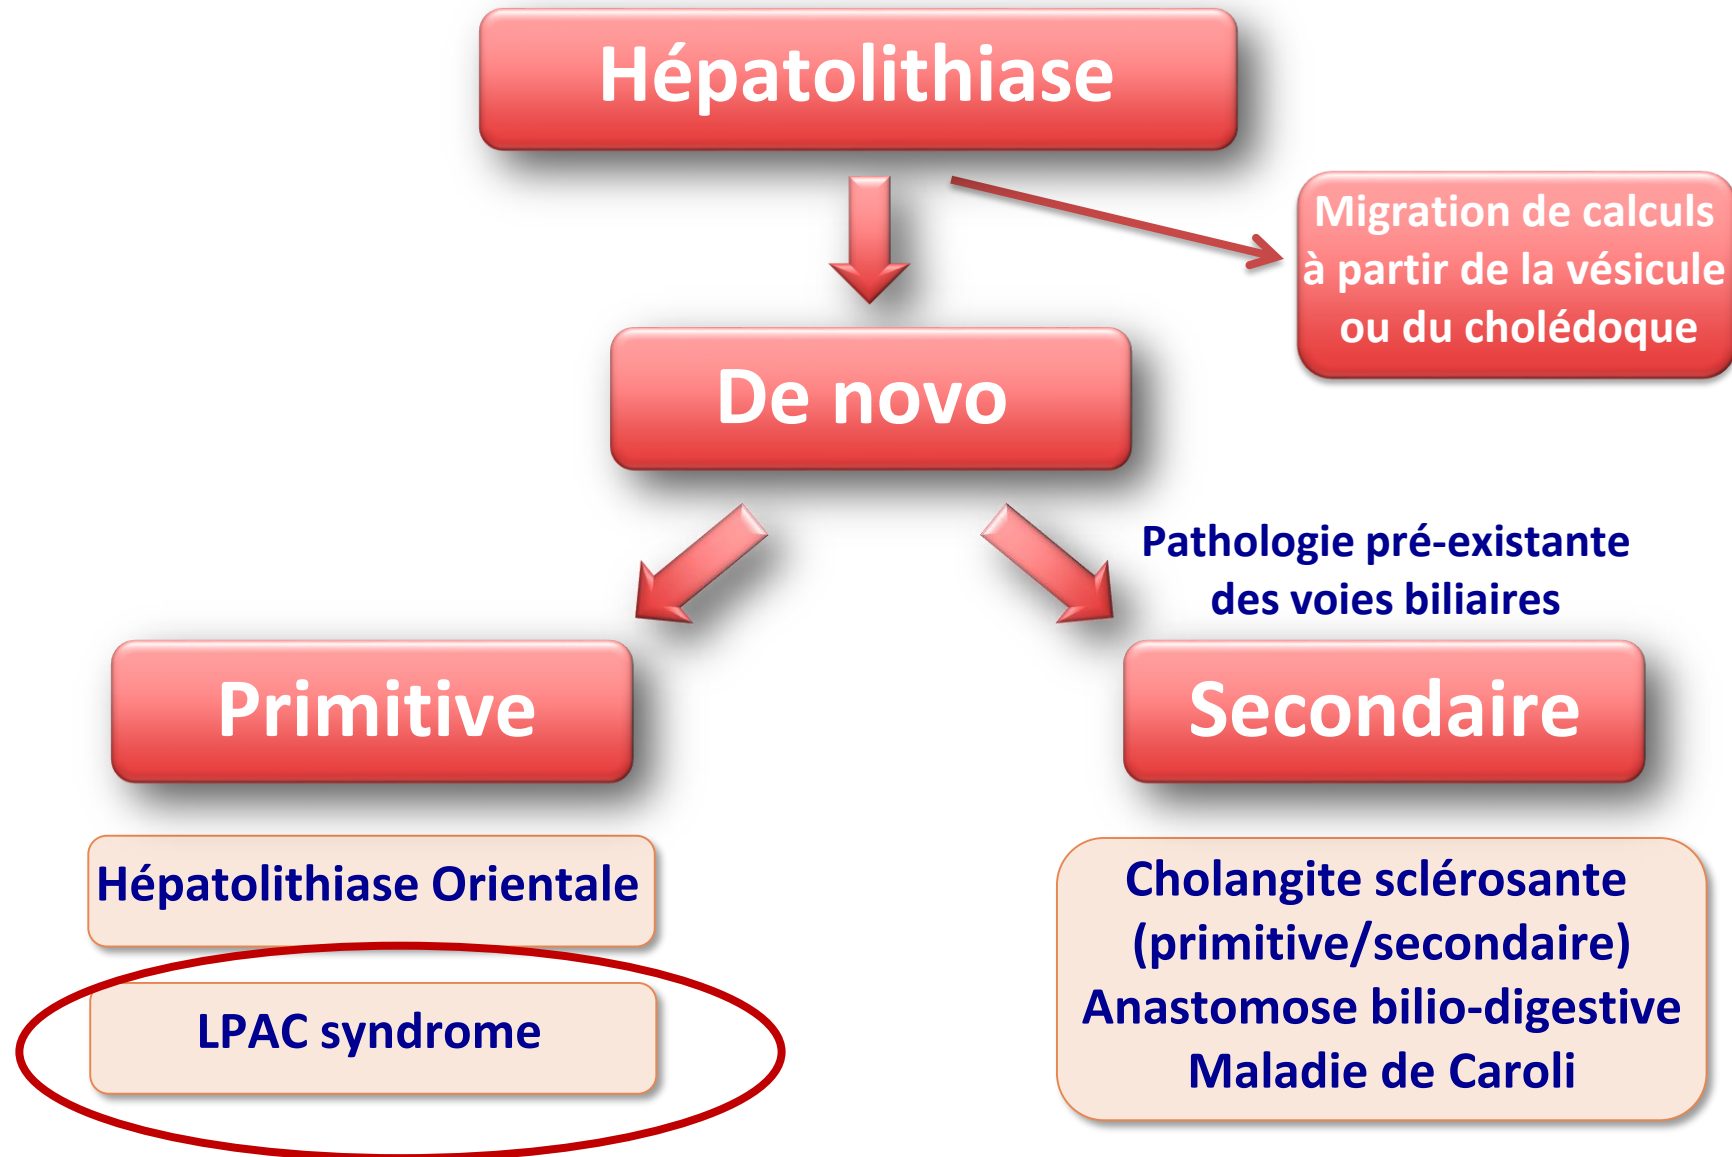 Hépatolithiase
Migration de calculs
à partir de la vésicule
ou du cholédoque
De novo
Pathologie pré-existante
des voies biliaires
Primitive
Secondaire
Hépatolithiase Orientale
LPAC syndrome
Cholangite sclérosante
(primitive/secondaire)
Anastomose bilio-digestive
Maladie de Caroli